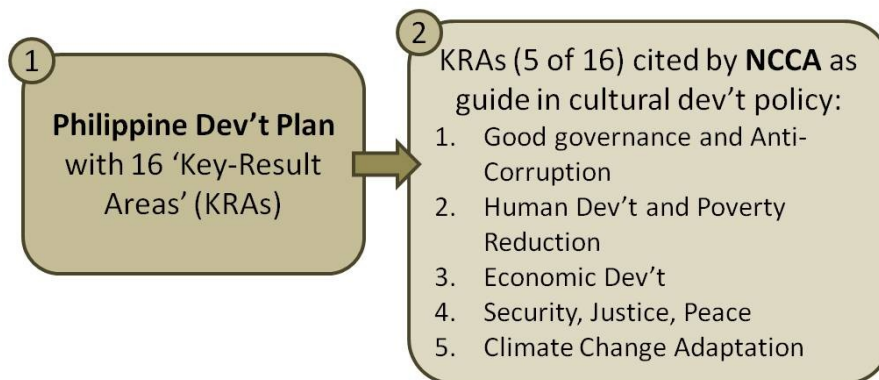 1
Philippine Dev’t Plan
with 16 ‘Key-Result
Areas’ (KRAs)
2
KRAs (5 of 16) cited by NCCA as
guide in cultural dev’t policy:
1. Good governance and Anti-
Corruption
2. Human Dev’t and Poverty
Reduction
3. Economic Dev’t
4. Security, Justice, Peace
5. Climate Change Adaptation